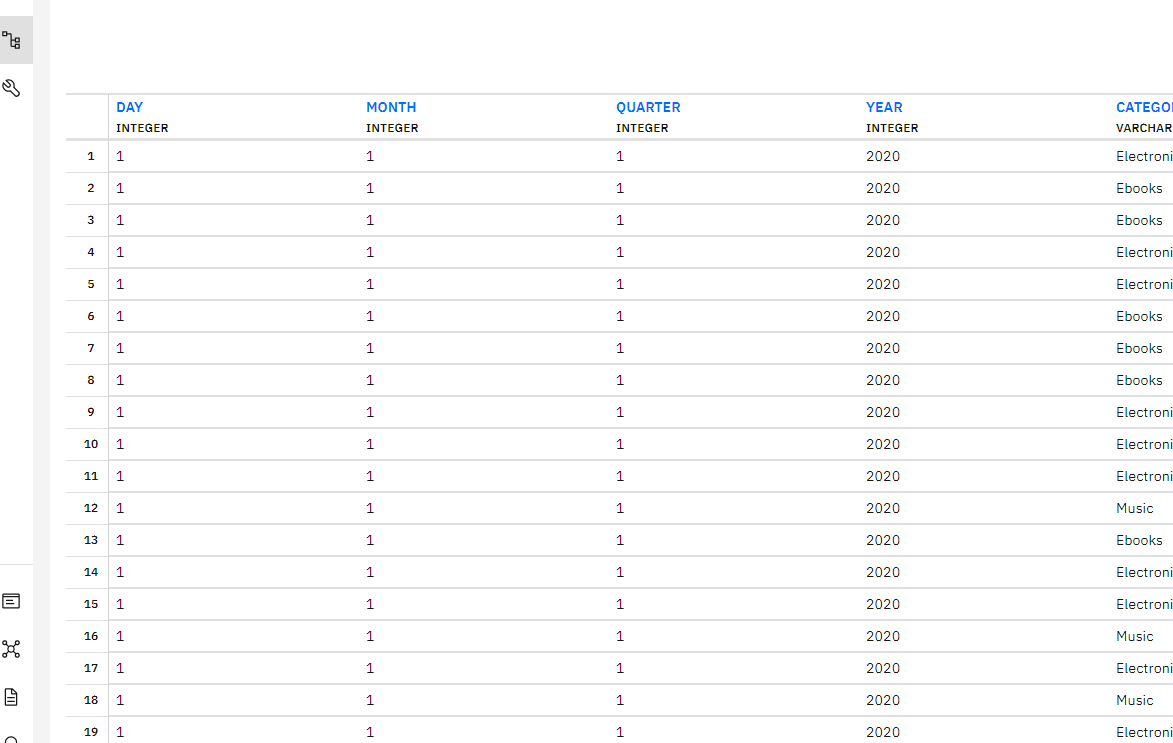 DAY MONTH QUARTER YEAR CATEGO
INTEGER INTEGER INTEGER INTEGER VARCHAR
1 1 1 1 2020 Electroni
2 1 1 1 2020 Ebooks
3 1 1 1 2020 Ebooks
4 1 1 1 2020 Electroni
5 1 1 1 2020 Electroni
6 1 1 1 2020 Ebooks
7 1 1 1 2020 Ebooks
8 1 1 1 2020 Ebooks
9 1 1 1 2020 Electroni
10 1 1 1 2020 Electroni
11 1 1 1 2020 Electroni
12 1 1 1 2020 Music
13 1 1 1 2020 Ebooks
14 1 1 1 2020 Electroni
15 1 1 1 2020 Electroni
16 1 1 1 2020 Music
17 1 1 1 2020 Electroni
18 1 1 1 2020 Music
19 1 1 1 2020 Electroni